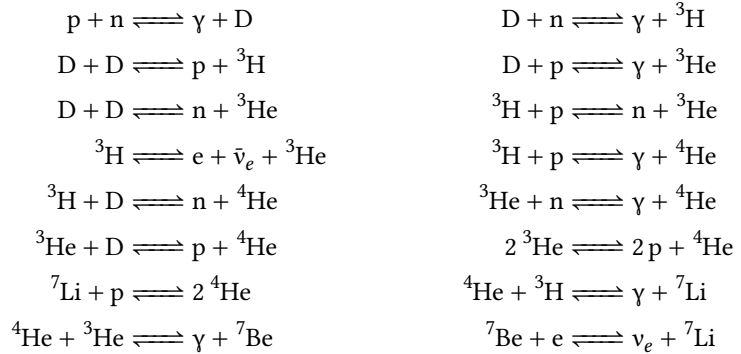 p + n ⇌ γ + D
D + n ⇌ γ + ³H
D + D ⇌ p + ³H
D + p ⇌ γ + ³He
D + D ⇌ n + ³He
³H + p ⇌ n + ³He
³H ⇌ e + ν̄ₑ + ³He
³H + p ⇌ γ + ⁴He
³H + D ⇌ n + ⁴He
³He + n ⇌ γ + ⁴He
³He + D ⇌ p + ⁴He
2 ³He ⇌ 2 p + ⁴He
⁷Li + p ⇌ 2 ⁴He
⁴He + ³H ⇌ γ + ⁷Li
⁴He + ³He ⇌ γ + ⁷Be
⁷Be + e ⇌ νₑ + ⁷Li